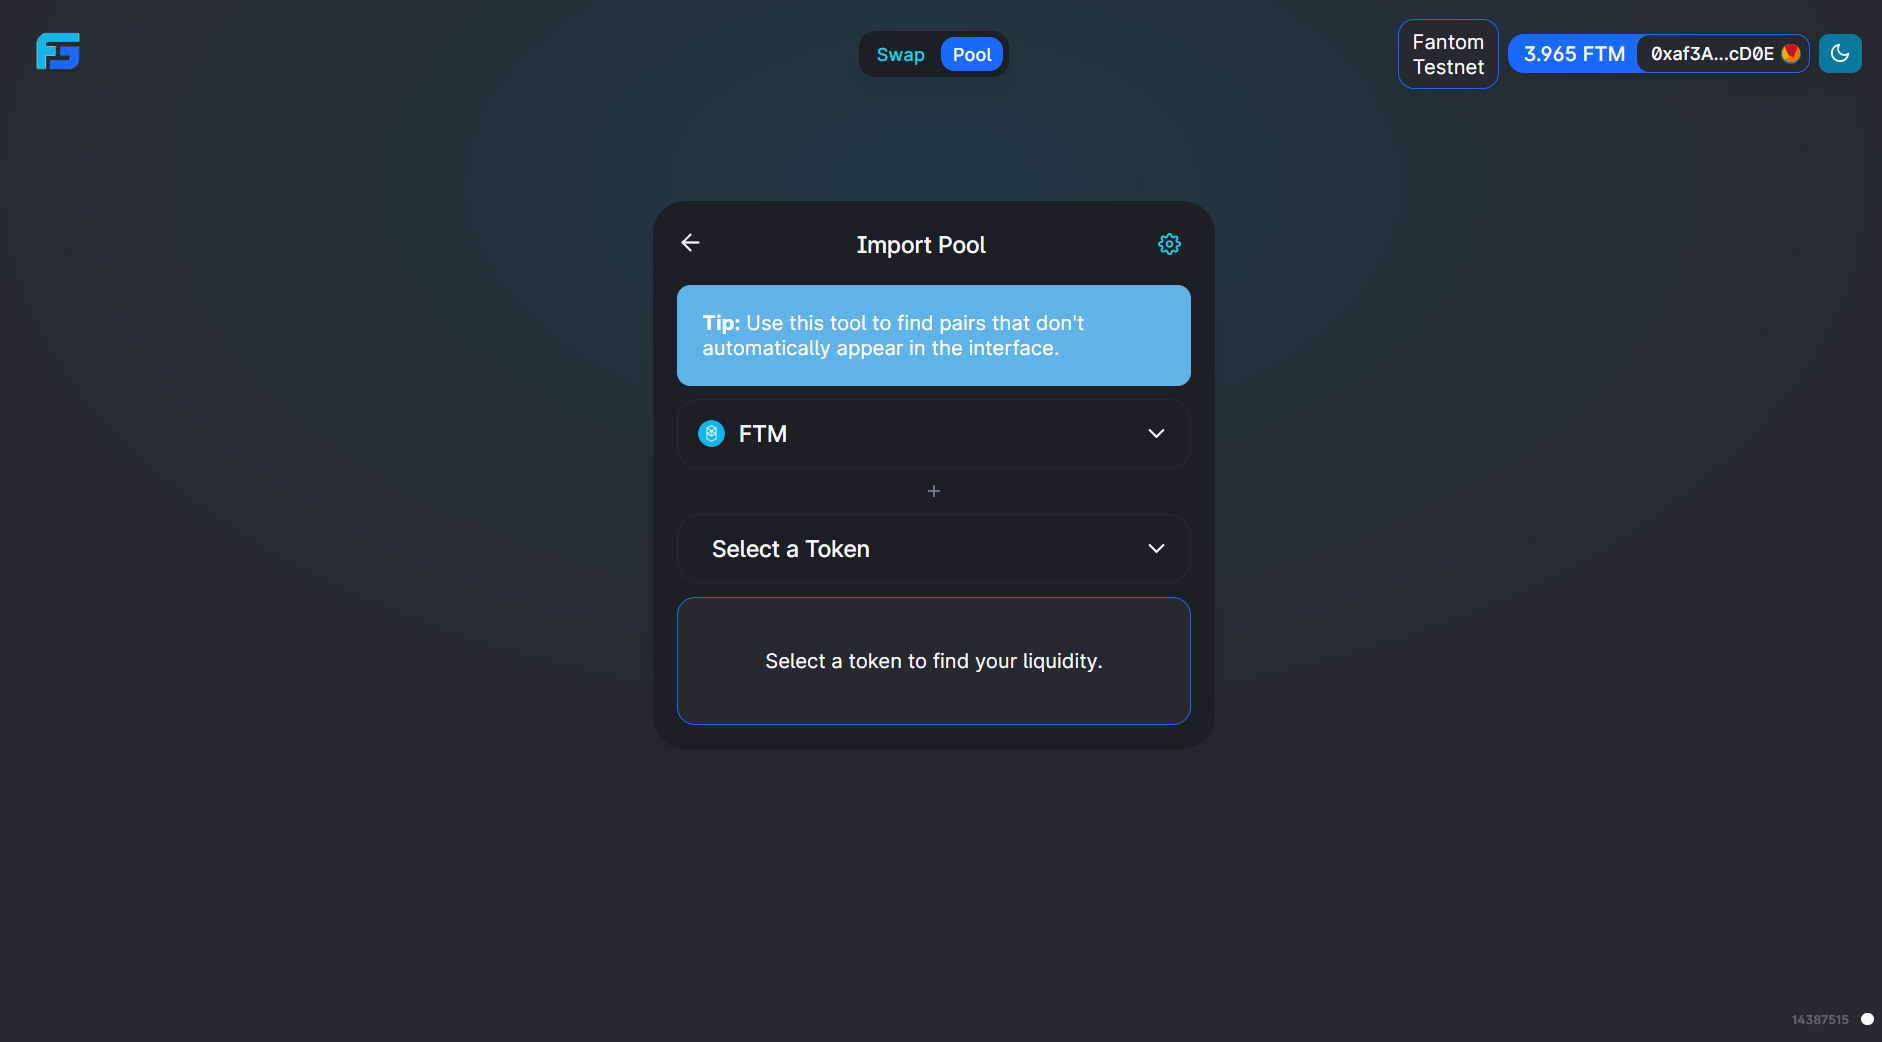 Swap Pool
Fantom
Testnet
3.965 FTM
0xaf3A...cD0E
Import Pool
Tip: Use this tool to find pairs that don't
automatically appear in the interface.
FTM
+
Select a Token
Select a token to find your liquidity.
14387515